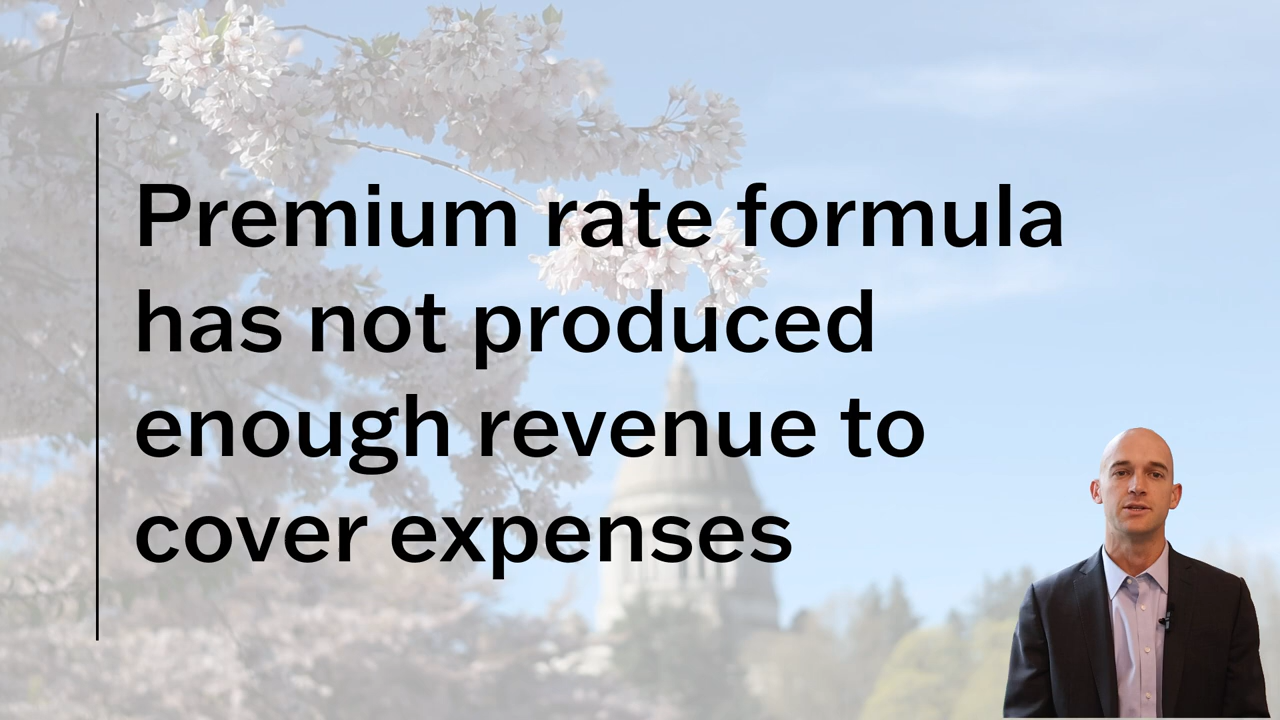 Premium rate formula
has not produced
enough revenue to
cover expenses